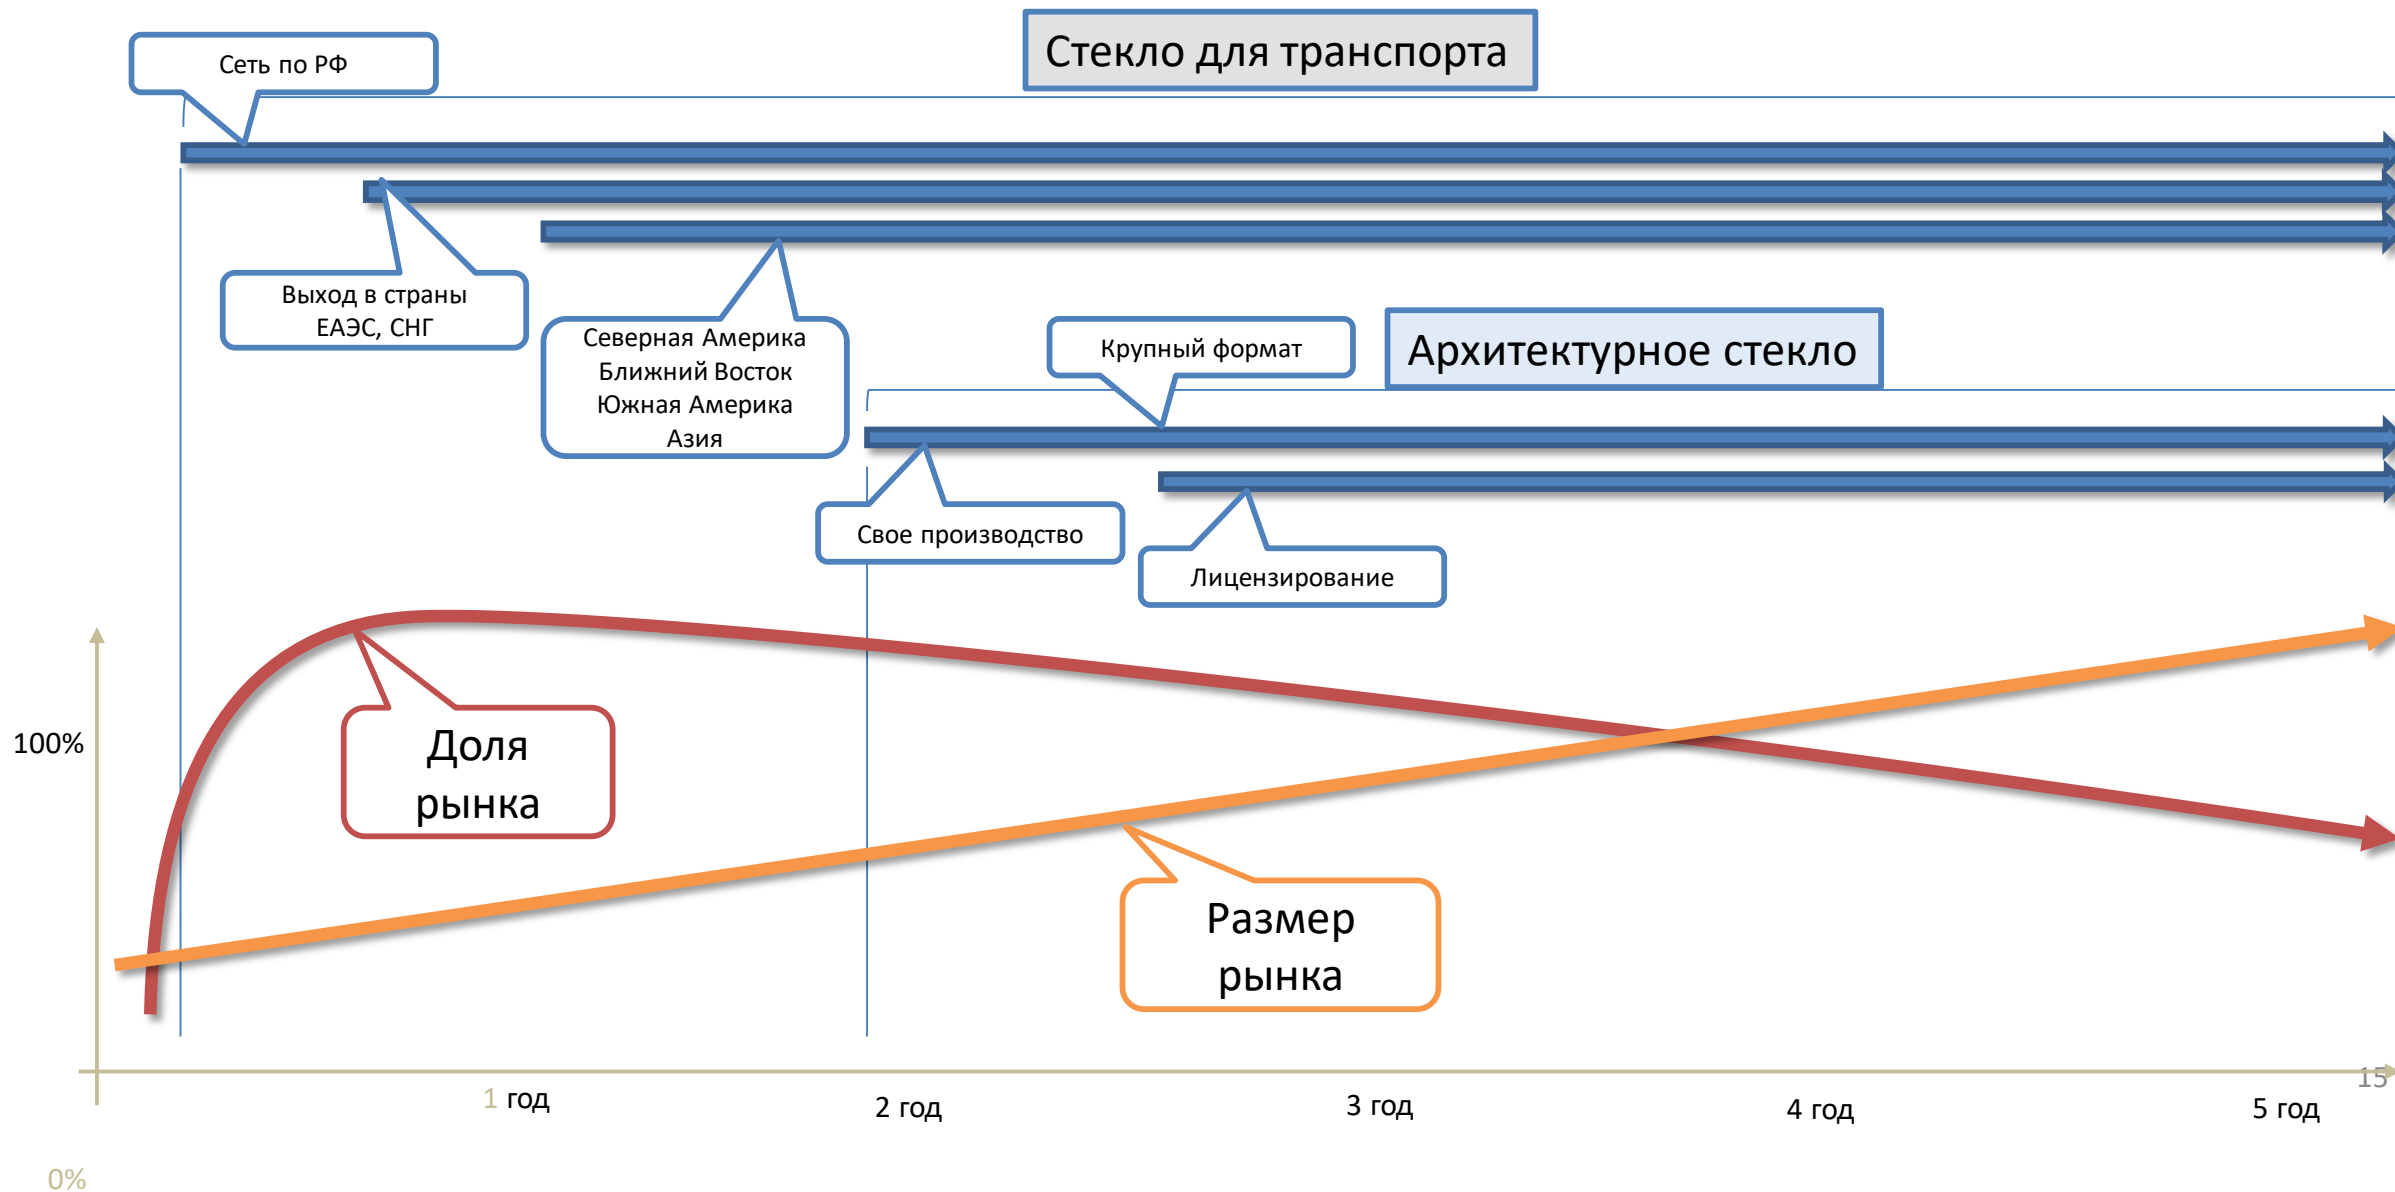 Стекло для транспорта
Сеть по РФ
Выход в страны
ЕАЭС, СНГ
Северная Америка
Ближний Восток
Южная Америка
Азия
Крупный формат
Архитектурное стекло
Свое производство
Лицензирование
100%
Доля
рынка
Размер
рынка
1 год
2 год
3 год
4 год
5 год
15
0%